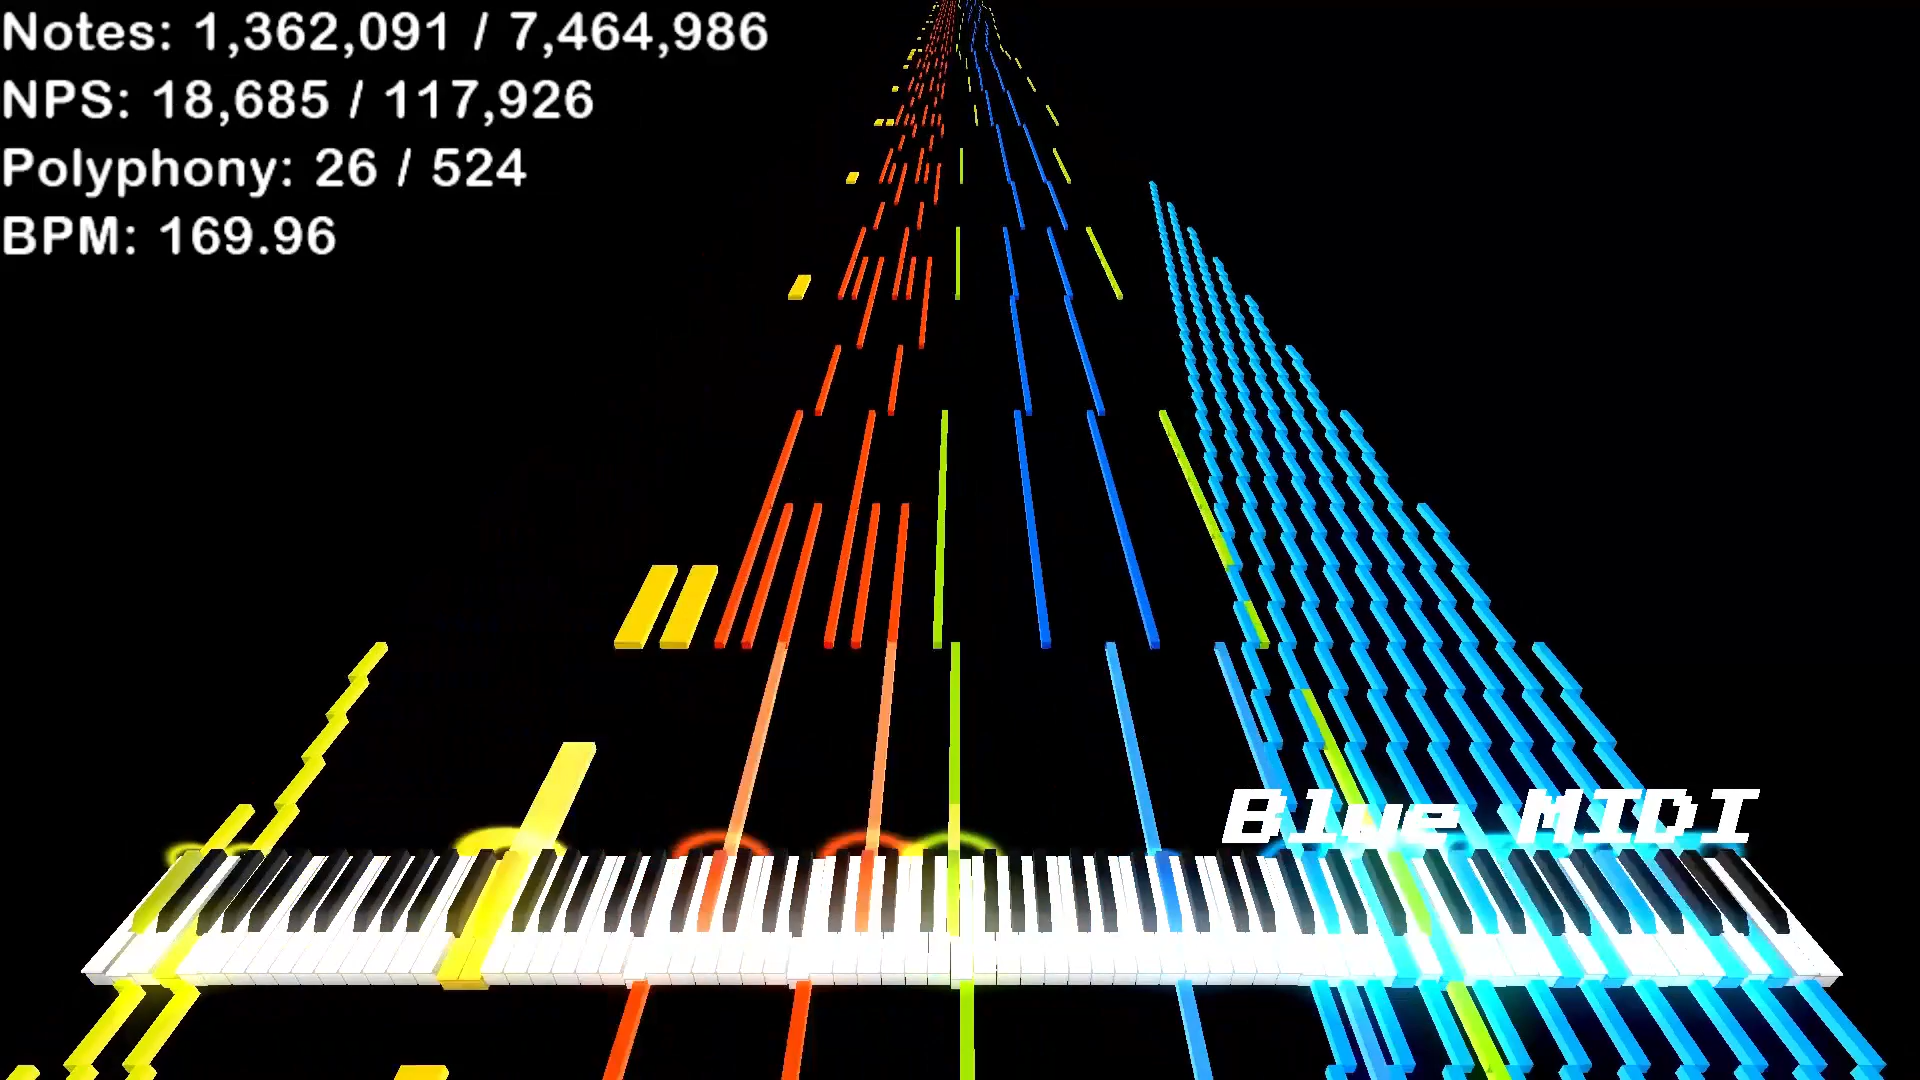 Notes: 1,362,091 / 7,464,986
NPS: 18,685 / 117,926
Polyphony: 26 / 524
BPM: 169.96
Blue MIDI